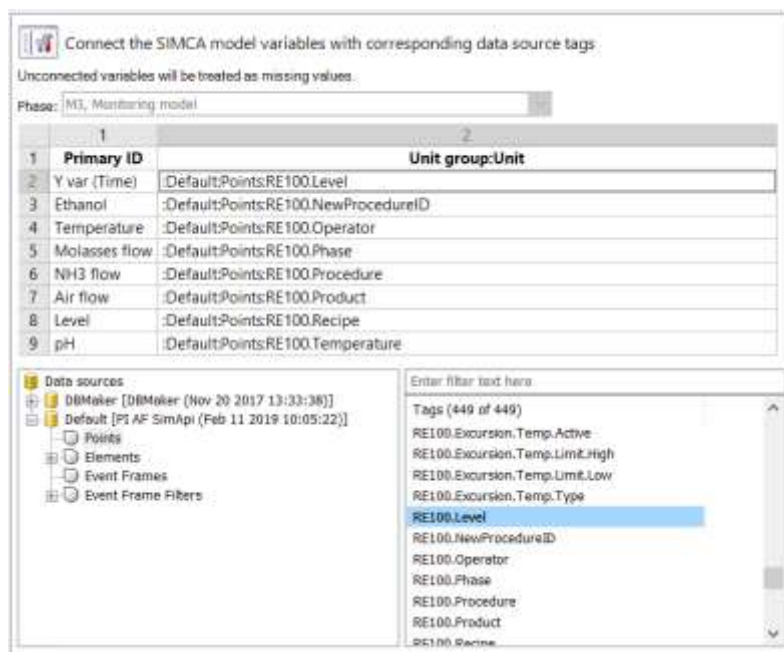 Connect the SIMCA model variables with corresponding data source tags
Unconnected variables will be treated as missing values.
Phase: M3, Monitoring model
1 2
1 Primary ID Unit group:Unit
2 Y var (Time) :Default:Points:RE100.Level
3 Ethanol :Default:Points:RE100.NewProcedureID
4 Temperature :Default:Points:RE100.Operator
5 Molasses flow :Default:Points:RE100.Phase
6 NH3 flow :Default:Points:RE100.Procedure
7 Air flow :Default:Points:RE100.Product
8 Level :Default:Points:RE100.Recipe
9 pH :Default:Points:RE100.Temperature
Data sources
DBMaker [DBMaker (Nov 20 2017 13:33:38)]
Default [PI AF SimApi (Feb 11 2019 10:05:22)]
Points
Elements
Event Frames
Event Frame Filters
Enter filter text here
Tags (449 of 449)
RE100.Excursion.Temp.Active
RE100.Excursion.Temp.Limit.High
RE100.Excursion.Temp.Limit.Low
RE100.Excursion.Temp.Type
RE100.Level
RE100.NewProcedureID
RE100.Operator
RE100.Phase
RE100.Procedure
RE100.Product
RE100.Recipe